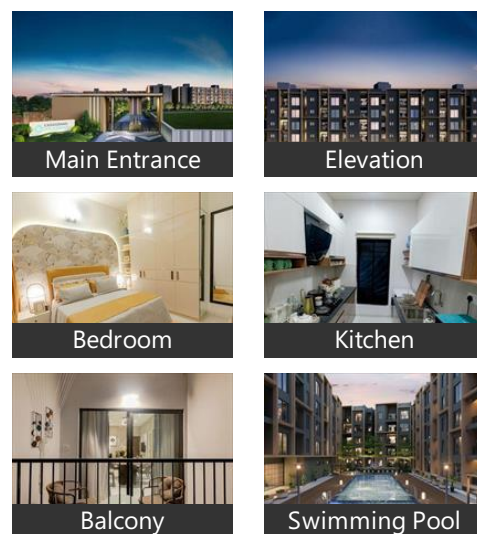 Main Entrance
Elevation
Bedroom
Kitchen
Balcony
Swimming Pool